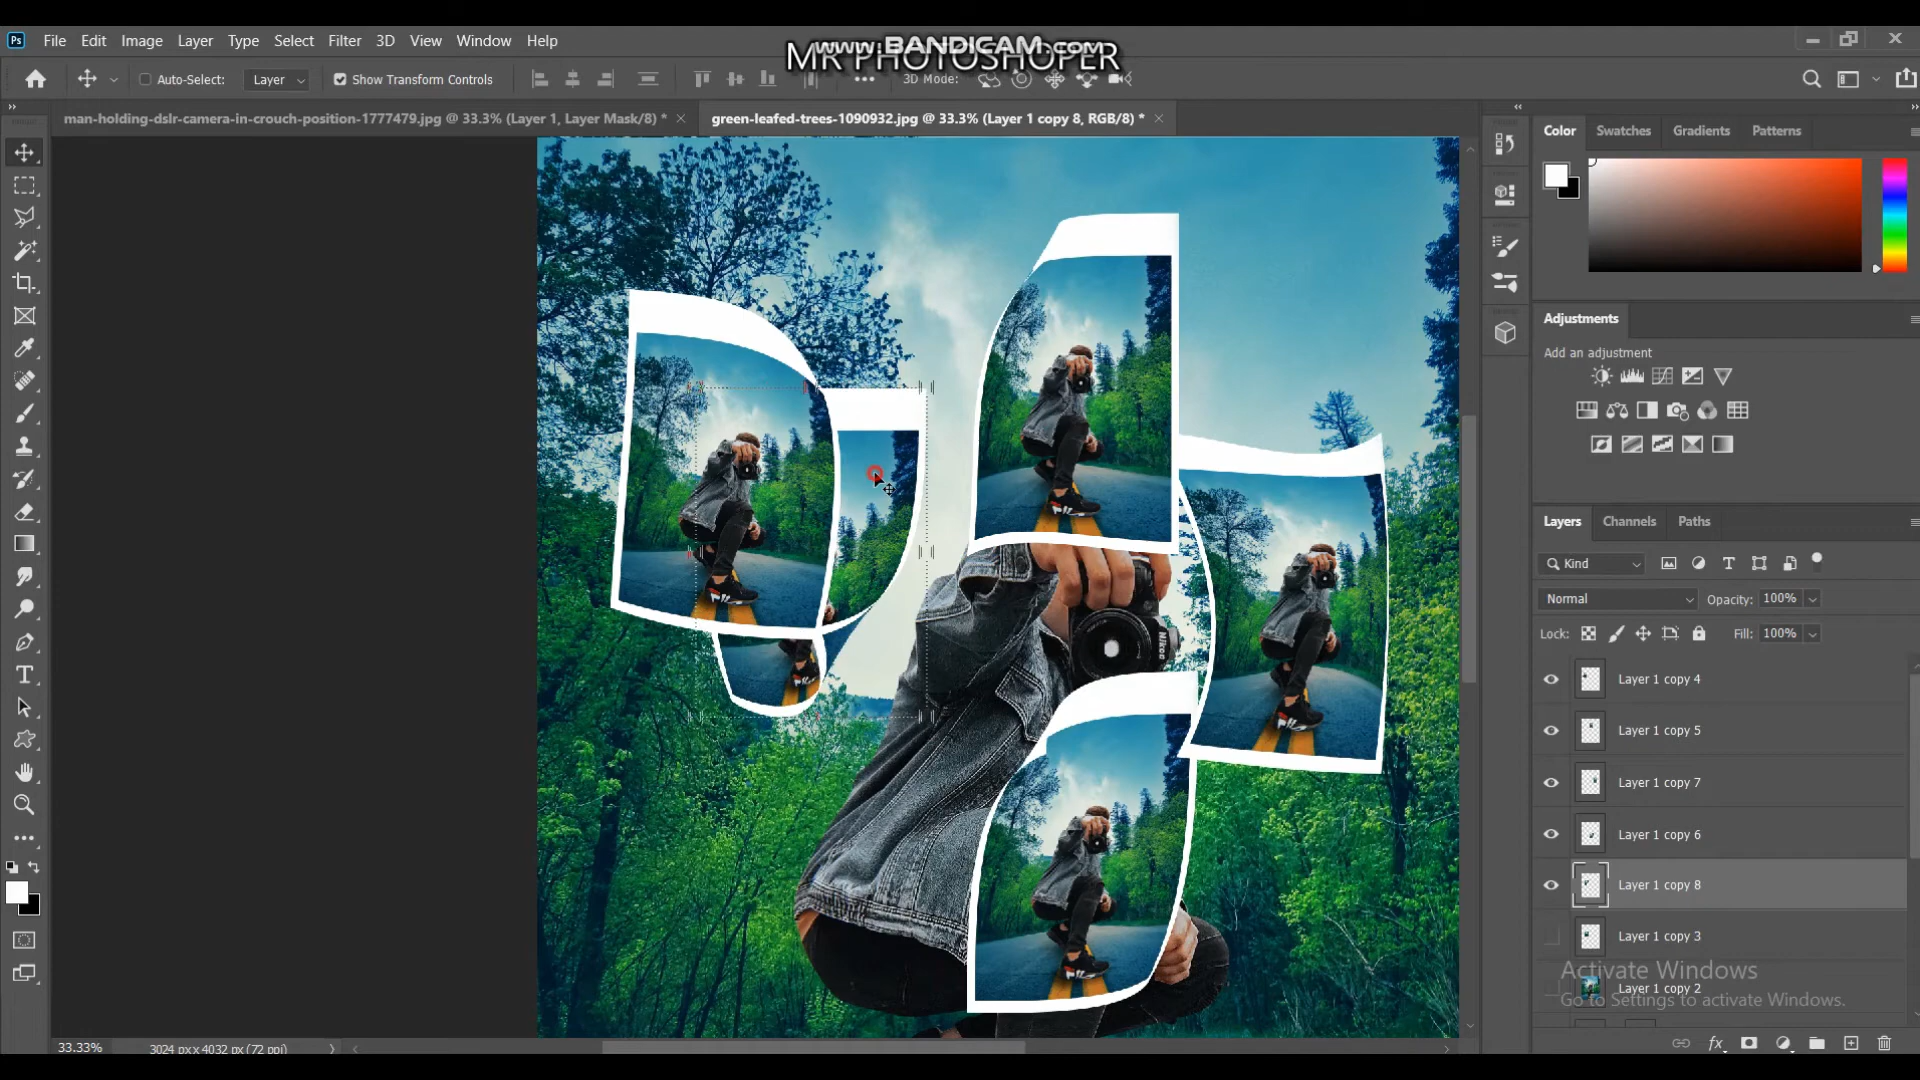 Ps File Edit Image Layer Type Select Filter 3D View Window Help
www.BANDICAM.com
MR PHOTOSHOPER
Auto-Select: Layer Show Transform Controls 3D Mode:
man-holding-dslr-camera-in-crouch-position-1777479.jpg @ 33.3% (Layer 1, Layer Mask/8) *
green-leafed-trees-1090932.jpg @ 33.3% (Layer 1 copy 8, RGB/8) *
Color Swatches Gradients Patterns
Adjustments
Add an adjustment
Layers Channels Paths
Kind
Normal Opacity: 100%
Lock: Fill: 100%
Layer 1 copy 4
Layer 1 copy 5
Layer 1 copy 7
Layer 1 copy 6
Layer 1 copy 8
Layer 1 copy 3
Layer 1 copy 2
Activate Windows
Go to Settings to activate Windows.
Nikon
33.33% 3024 px x 4032 px (72 ppi)
fx